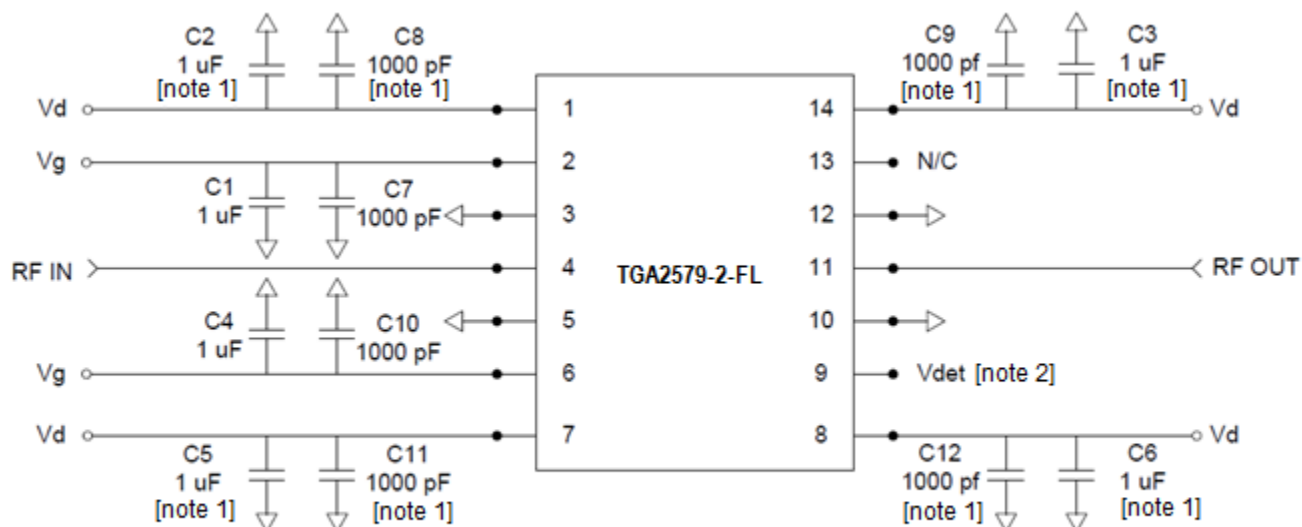 C2
1 uF
[note 1]
C8
1000 pF
[note 1]
C9
1000 pf
[note 1]
C3
1 uF
[note 1]
Vd
1
14
Vd
Vg
2
13
N/C
C1
1 uF
C7
1000 pF
3
12
RF IN
4
TGA2579-2-FL
11
RF OUT
C4
1 uF
C10
1000 pF
5
10
Vg
6
9
Vdet [note 2]
Vd
7
8
Vd
C5
1 uF
[note 1]
C11
1000 pF
[note 1]
C12
1000 pf
[note 1]
C6
1 uF
[note 1]